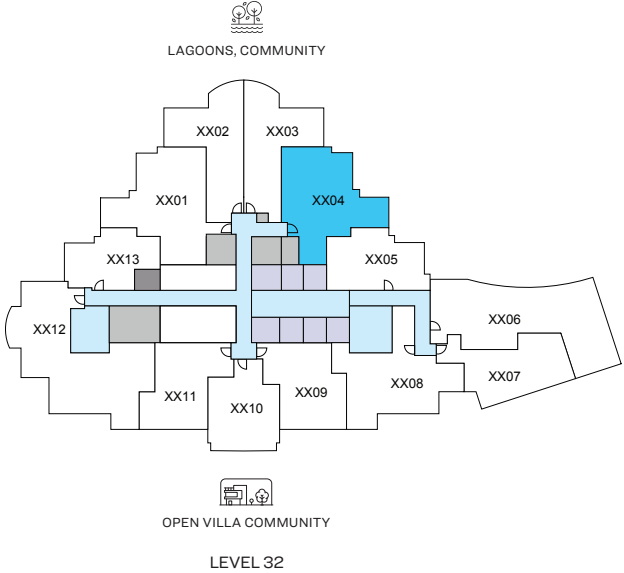 LAGOONS, COMMUNITY
XX02
XX03
XX01
XX04
XX13
XX05
XX12
XX06
XX07
XX11
XX10
XX09
XX08
OPEN VILLA COMMUNITY
LEVEL 32